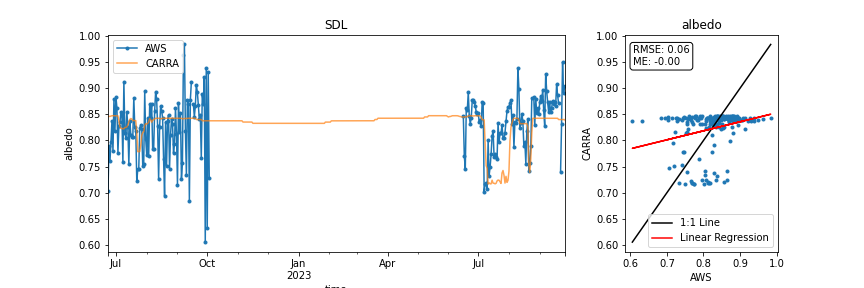 SDL
albedo
AWS
CARRA
1.00
0.95
0.90
0.85
0.80
0.75
0.70
0.65
0.60
albedo
Jul
Oct
Jan
2023
Apr
Jul
time
RMSE: 0.06
ME: -0.00
1.00
0.95
0.90
0.85
0.80
0.75
0.70
0.65
0.60
CARRA
1:1 Line
Linear Regression
0.6
0.7
0.8
0.9
1.0
AWS